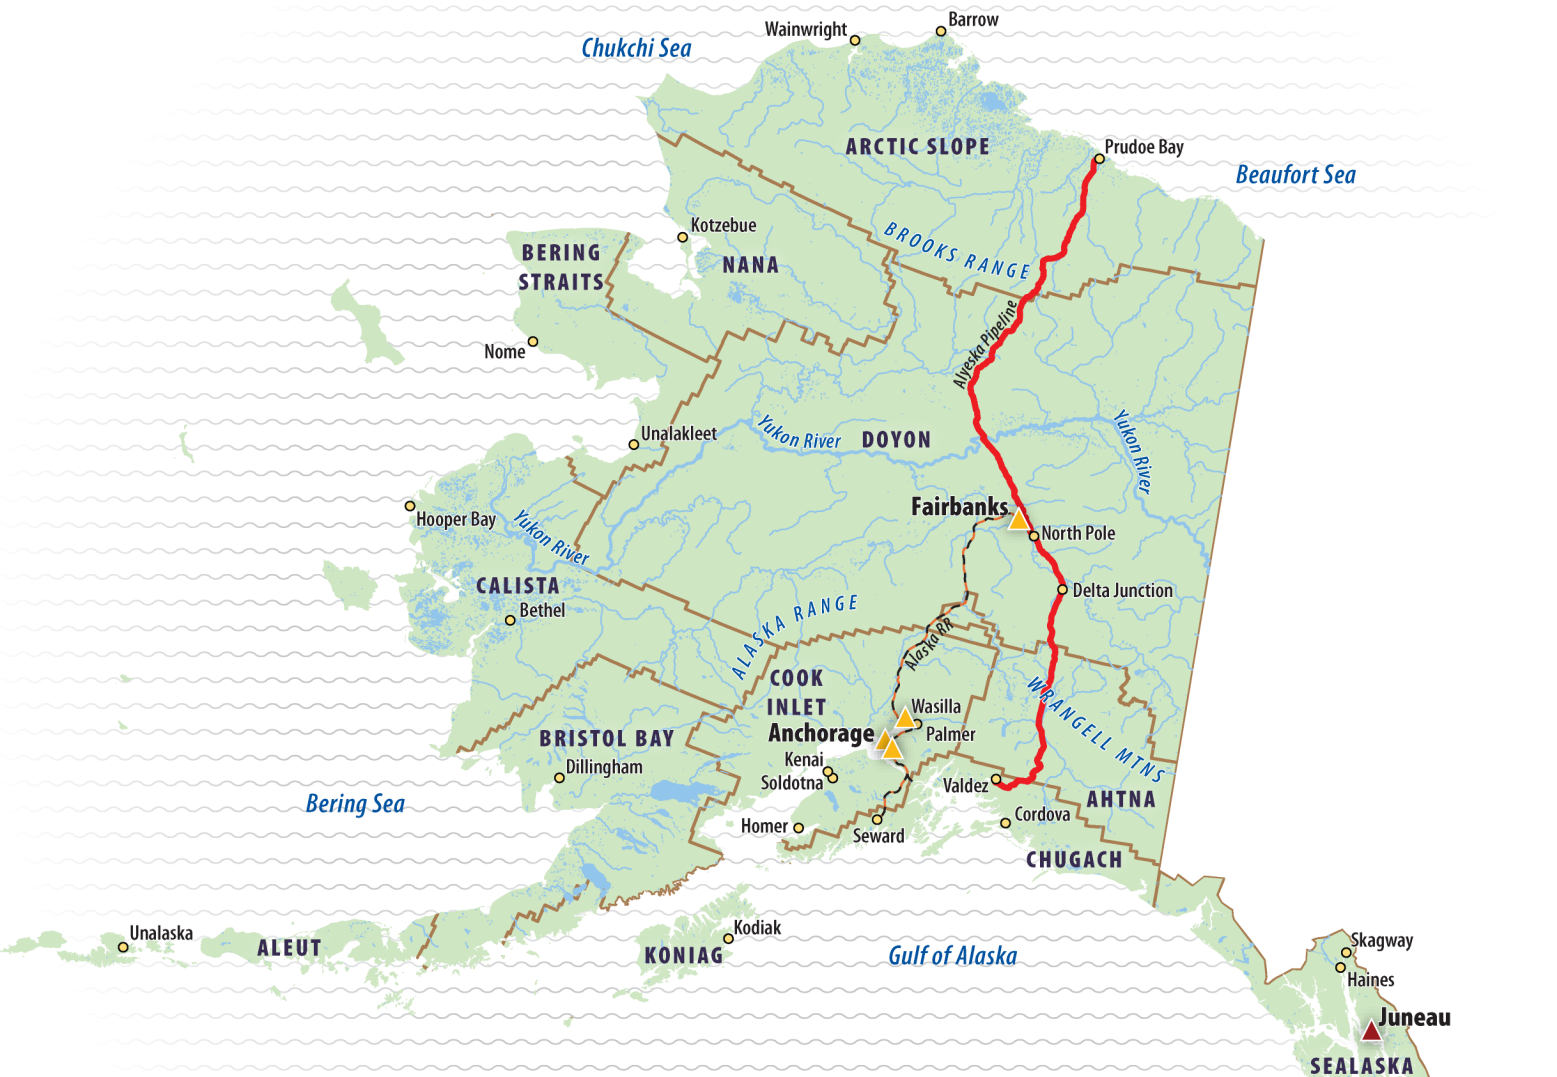 Barrow
Wainwright
Chukchi Sea
ARCTIC SLOPE
Prudoe Bay
Beaufort Sea
Kotzebue
BROOKS RANGE
BERING
STRAITS
NANA
Alyeska Pipeline
Nome
Unalakleet
Yukon River
DOYON
Yukon River
Fairbanks
Hooper Bay
Yukon River
North Pole
CALISTA
Bethel
Delta Junction
ALASKA RANGE
Alaska RR
COOK
INLET
WRANGELL MTNS
Wasilla
Anchorage
Palmer
BRISTOL BAY
Dillingham
Kenai
Soldotna
Valdez
AHTNA
Bering Sea
Homer
Seward
Cordova
CHUGACH
Unalaska
ALEUT
Kodiak
KONIAG
Gulf of Alaska
Skagway
Haines
Juneau
SEALASKA